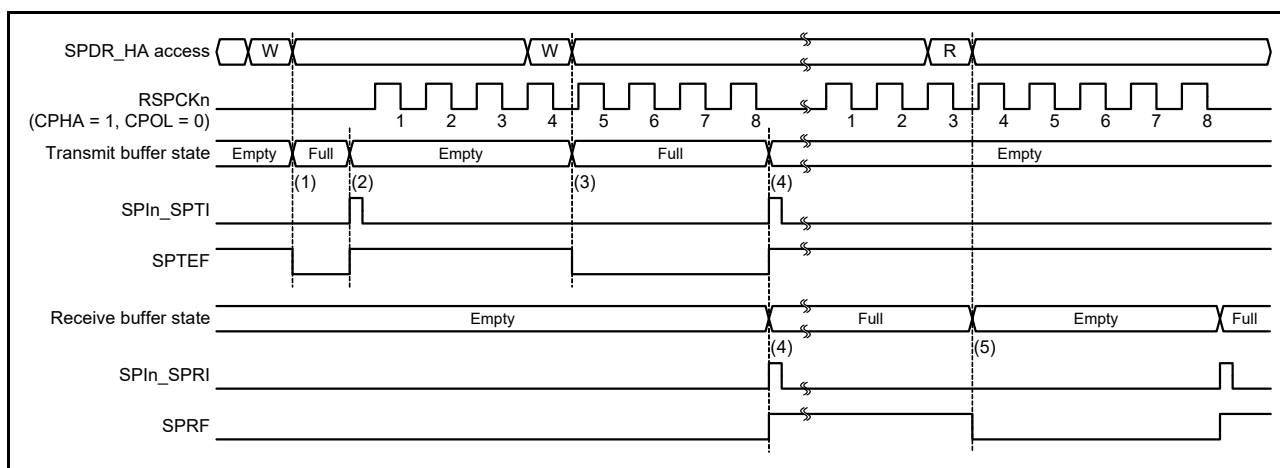 SPDR_HA access W W R
RSPCKn
(CPHA = 1, CPOL = 0)
1 2 3 4 5 6 7 8 1 2 3 4 5 6 7 8
Transmit buffer state Empty Full Empty Full Empty
(1) (2) (3) (4)
SPIn_SPTI
SPTEF
Receive buffer state Empty Full Empty Full
(4) (5)
SPIn_SPRI
SPRF